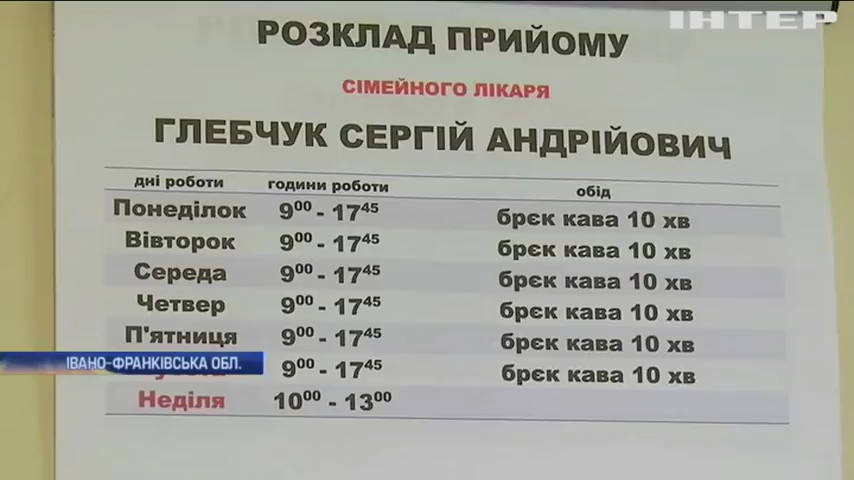 ІНТЕР
РОЗКЛАД ПРИЙОМУ
СІМЕЙНОГО ЛІКАРЯ
ГЛЕБЧУК СЕРГІЙ АНДРІЙОВИЧ
дні роботи години роботи обід
Понеділок 9⁰⁰ - 17⁴⁵ брєк кава 10 хв
Вівторок 9⁰⁰ - 17⁴⁵ брєк кава 10 хв
Середа 9⁰⁰ - 17⁴⁵ брєк кава 10 хв
Четвер 9⁰⁰ - 17⁴⁵ брєк кава 10 хв
П'ятниця 9⁰⁰ - 17⁴⁵ брєк кава 10 хв
ІВАНО-ФРАНКІВСЬКА ОБЛ.
9⁰⁰ - 17⁴⁵ брєк кава 10 хв
Неділя 10⁰⁰ - 13⁰⁰